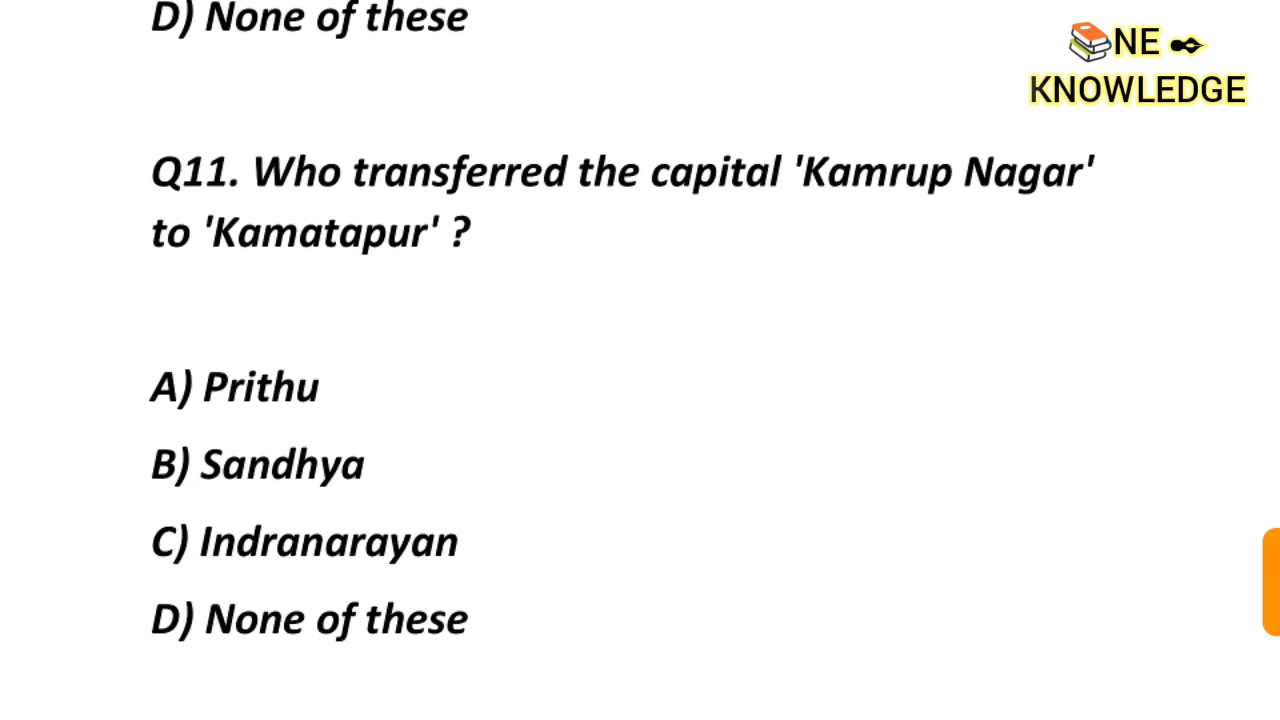 D) None of these
📚NE ✒
KNOWLEDGE
Q11. Who transferred the capital 'Kamrup Nagar'
to 'Kamatapur' ?
A) Prithu
B) Sandhya
C) Indranarayan
D) None of these